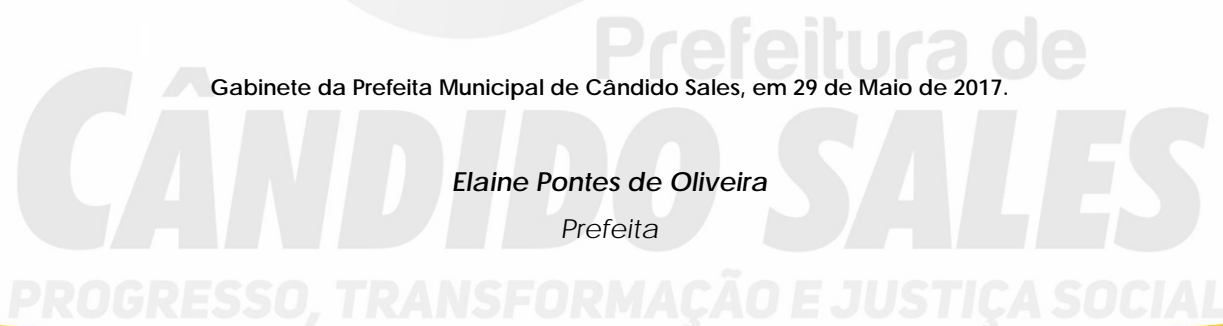 Prefeitura de
CÂNDIDO SALES
PROGRESSO, TRANSFORMAÇÃO E JUSTIÇA SOCIAL
Gabinete da Prefeita Municipal de Cândido Sales, em 29 de Maio de 2017.
Elaine Pontes de Oliveira
Prefeita